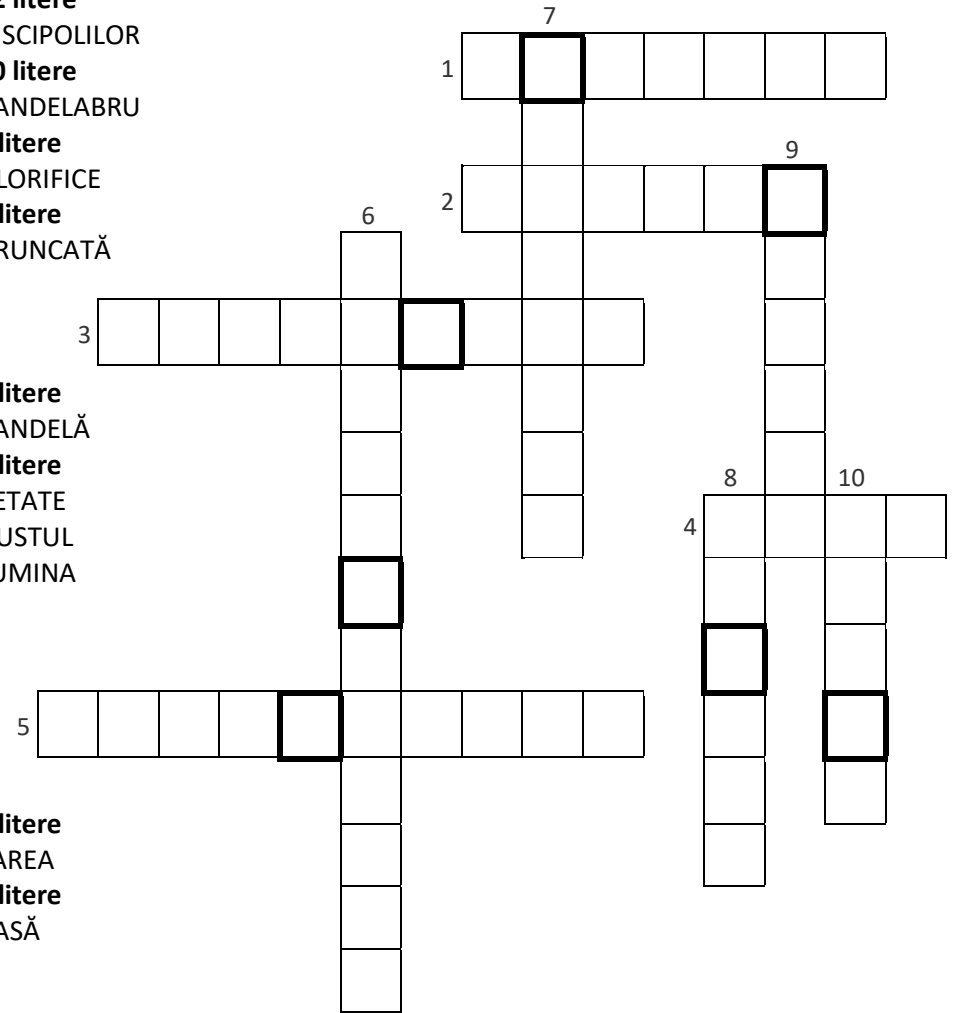 2 litere
SCIPOLILOR
0 litere
ANDELABRU
litere
LORIFICE
litere
RUNCATĂ
litere
ANDELĂ
litere
ETATE
USTUL
UMINA
litere
AREA
litere
ASĂ
7
1
9
2
6
3
8
10
4
5